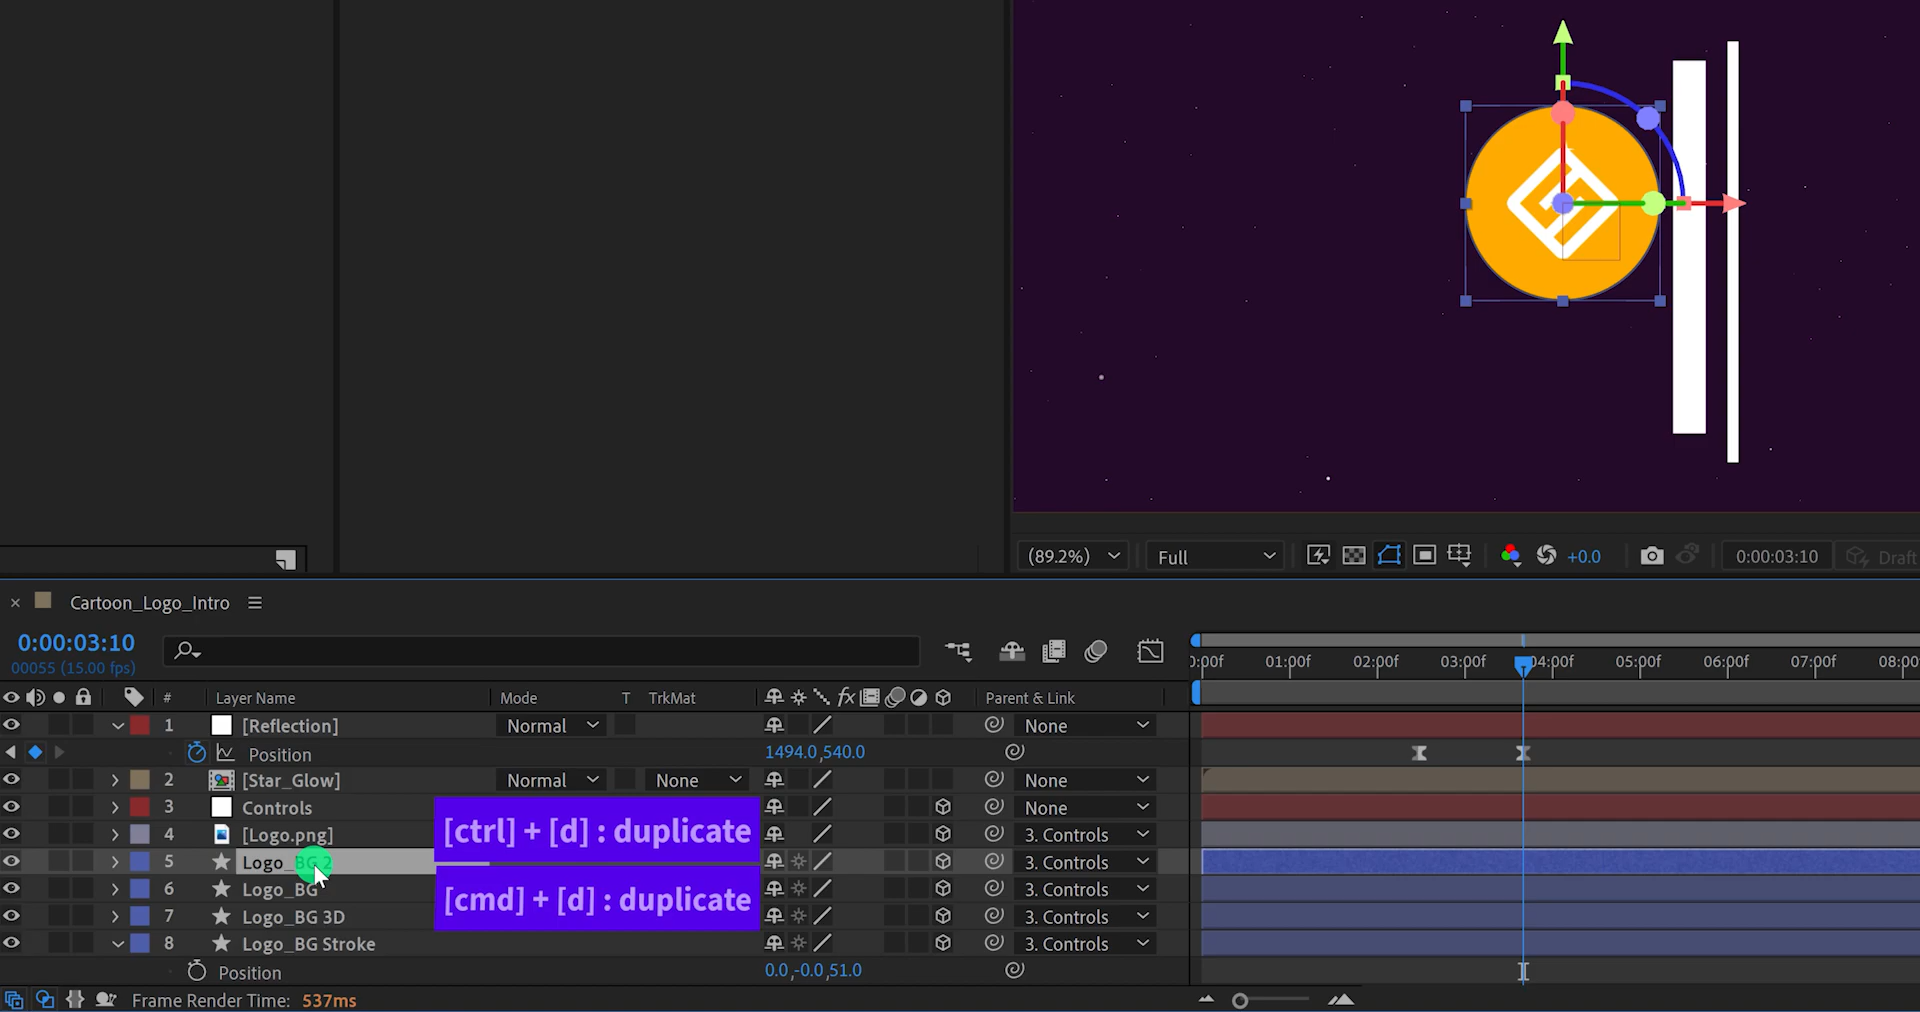 (89.2%)
Full
+0.0
0:00:03:10
Draft
Cartoon_Logo_Intro
0:00:03:10
00055 (15.00 fps)
0:00f 01:00f 02:00f 03:00f 04:00f 05:00f 06:00f 07:00f 08:00
# Layer Name Mode T TrkMat fx Parent & Link
1 [Reflection] Normal None
Position 1494.0,540.0
2 [Star_Glow] Normal None None
3 Controls None
4 [Logo.png] 3. Controls
[ctrl] + [d] : duplicate
5 Logo_BG 2 3. Controls
6 Logo_BG 3. Controls
[cmd] + [d] : duplicate
7 Logo_BG 3D 3. Controls
8 Logo_BG Stroke 3. Controls
Position 0.0,-0.0,51.0
Frame Render Time: 537ms